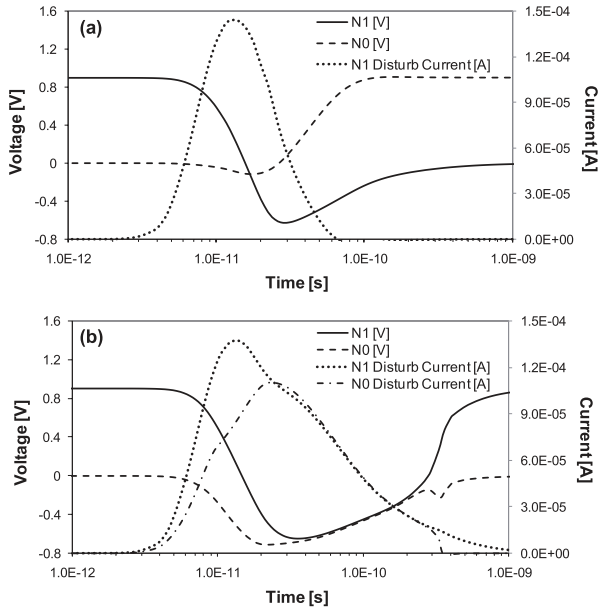 (a)
N1 [V]
N0 [V]
N1 Disturb Current [A]
Voltage [V]
1.6
1.2
0.8
0.4
0
-0.4
-0.8
Current [A]
1.5E-04
1.2E-04
9.0E-05
6.0E-05
3.0E-05
0.0E+00
1.0E-12 1.0E-11 1.0E-10 1.0E-09
Time [s]
(b)
N1 [V]
N0 [V]
N1 Disturb Current [A]
N0 Disturb Current [A]
Voltage [V]
1.6
1.2
0.8
0.4
0
-0.4
-0.8
Current [A]
1.5E-04
1.2E-04
9.0E-05
6.0E-05
3.0E-05
0.0E+00
1.0E-12 1.0E-11 1.0E-10 1.0E-09
Time [s]